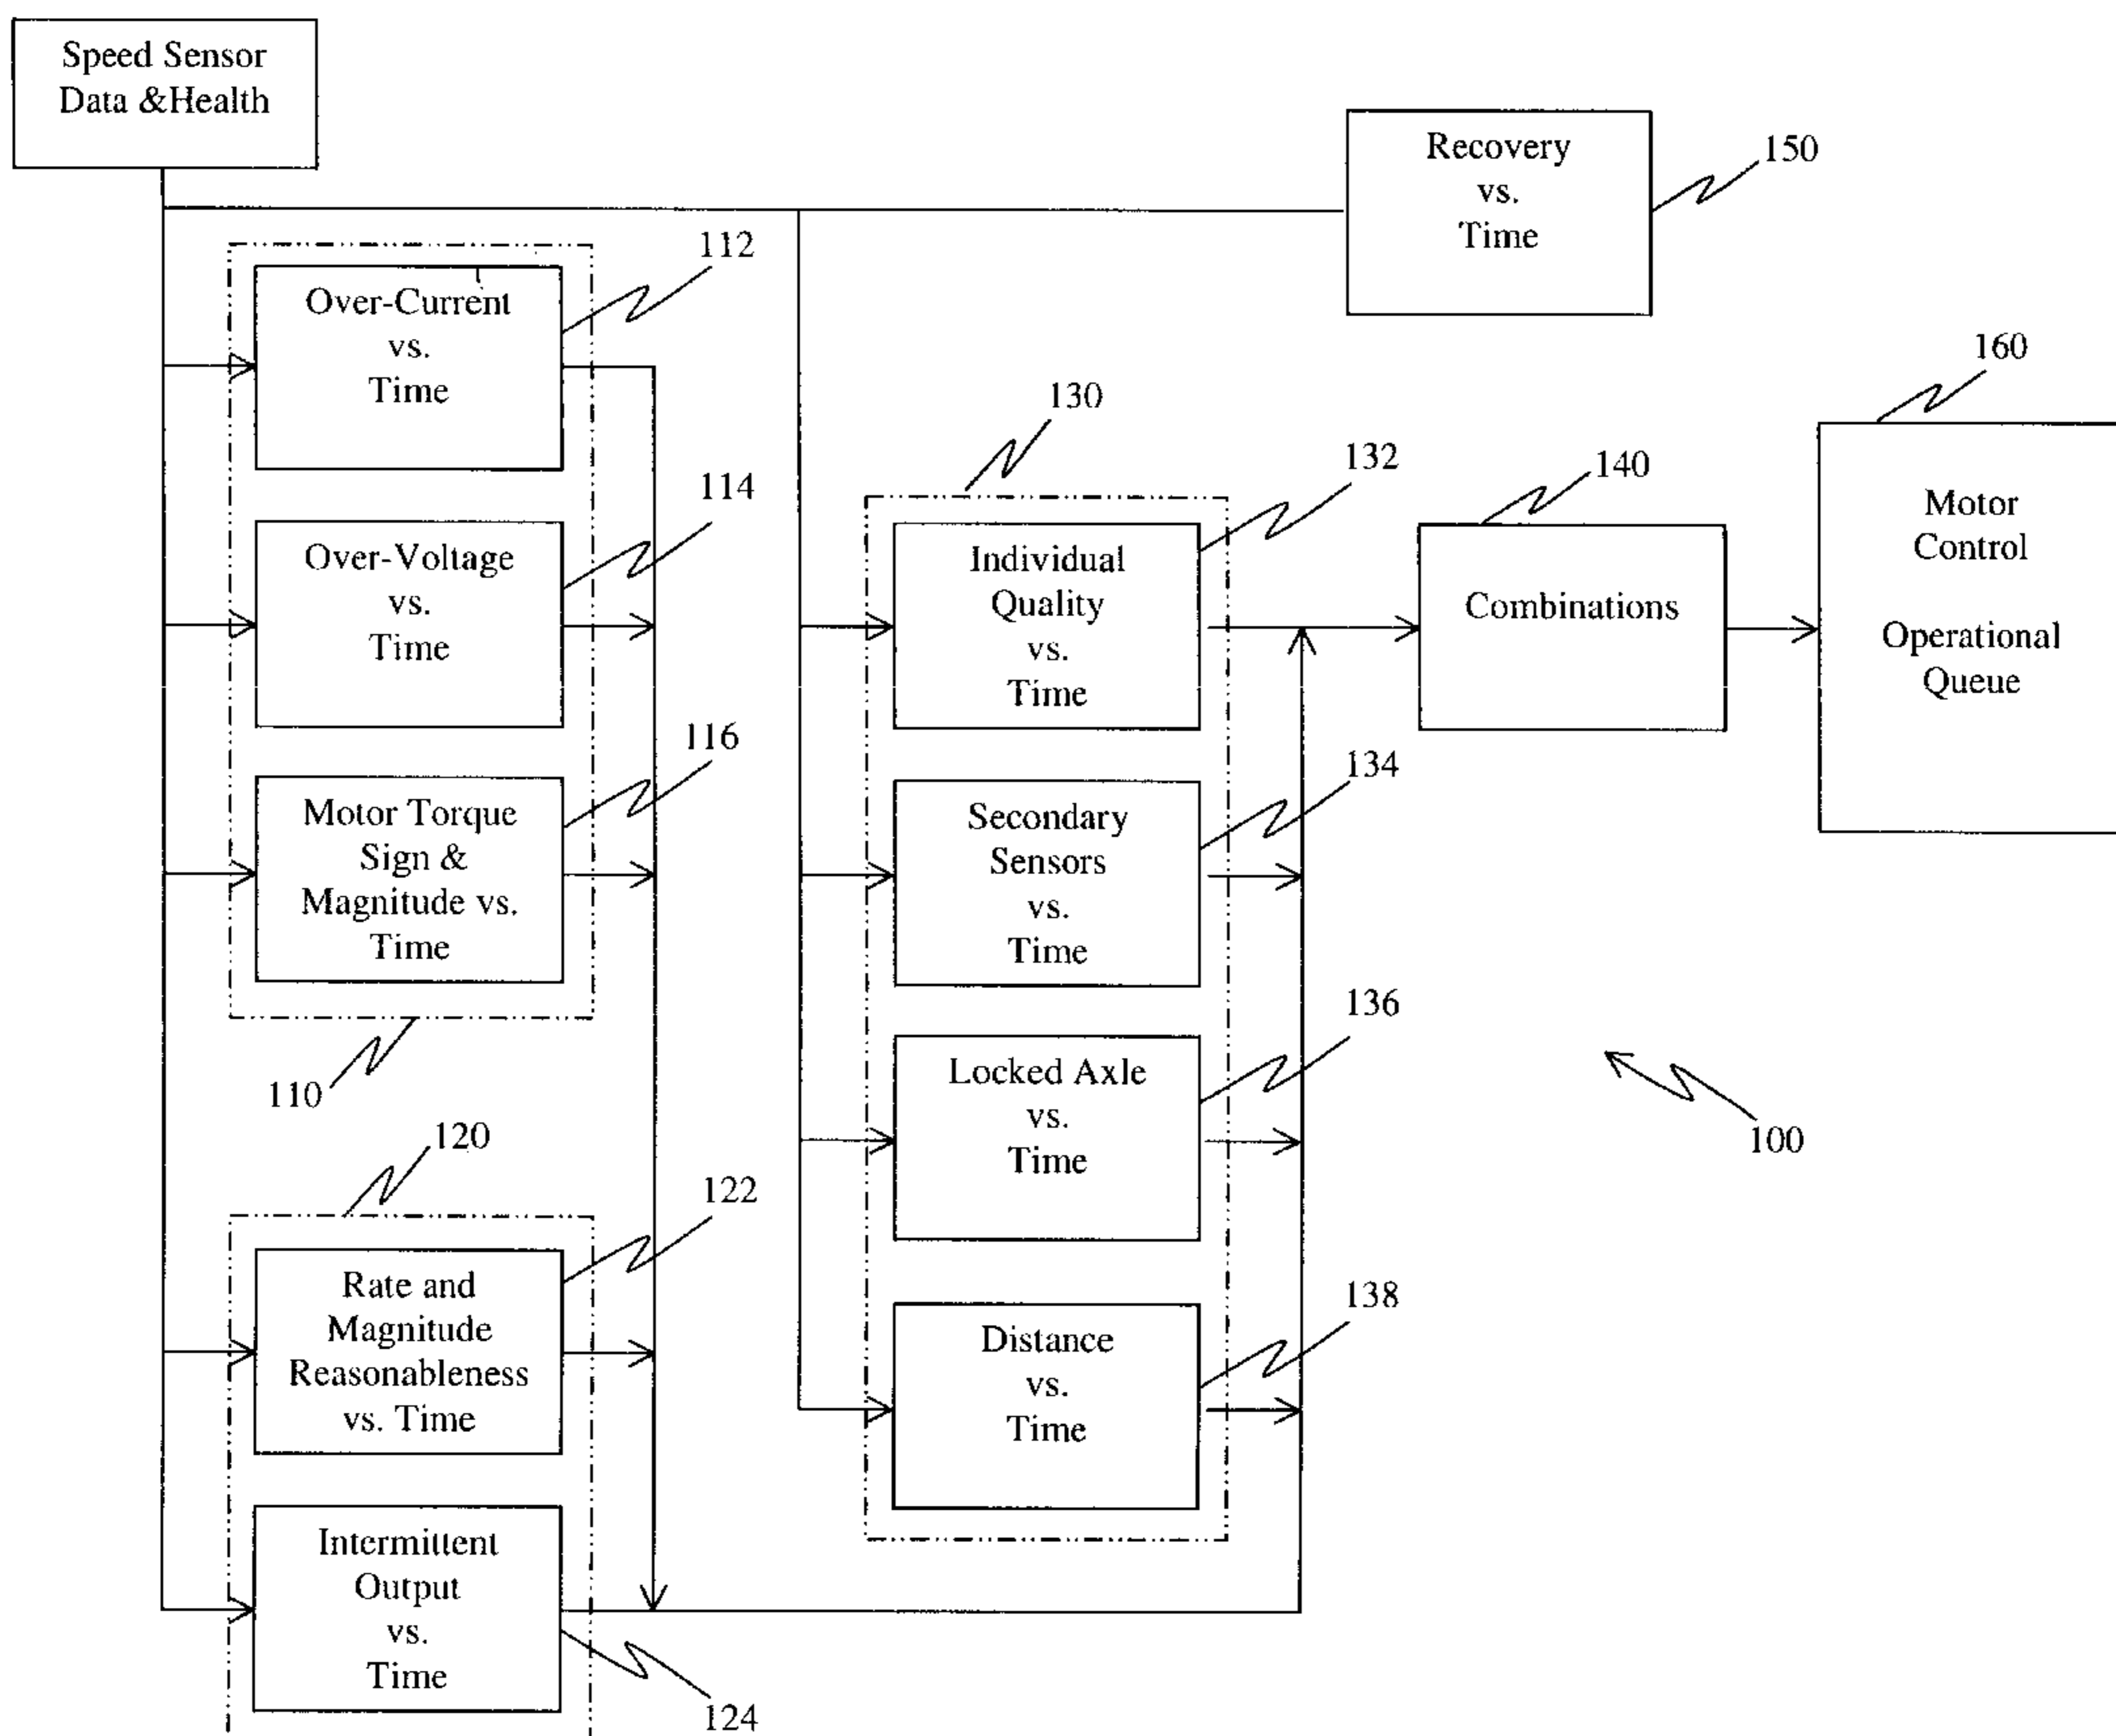 Speed Sensor
Data &Health
Recovery
vs.
Time
150
112
Over-Current
vs.
Time
160
Motor
Control
Operational
Queue
130
132
140
114
Over-Voltage
vs.
Time
Individual
Quality
vs.
Time
Combinations
116
Motor Torque
Sign &
Magnitude vs.
Time
134
Secondary
Sensors
vs.
Time
110
136
Locked Axle
vs.
Time
100
120
122
Rate and
Magnitude
Reasonableness
vs. Time
138
Distance
vs.
Time
Intermittent
Output
vs.
Time
124